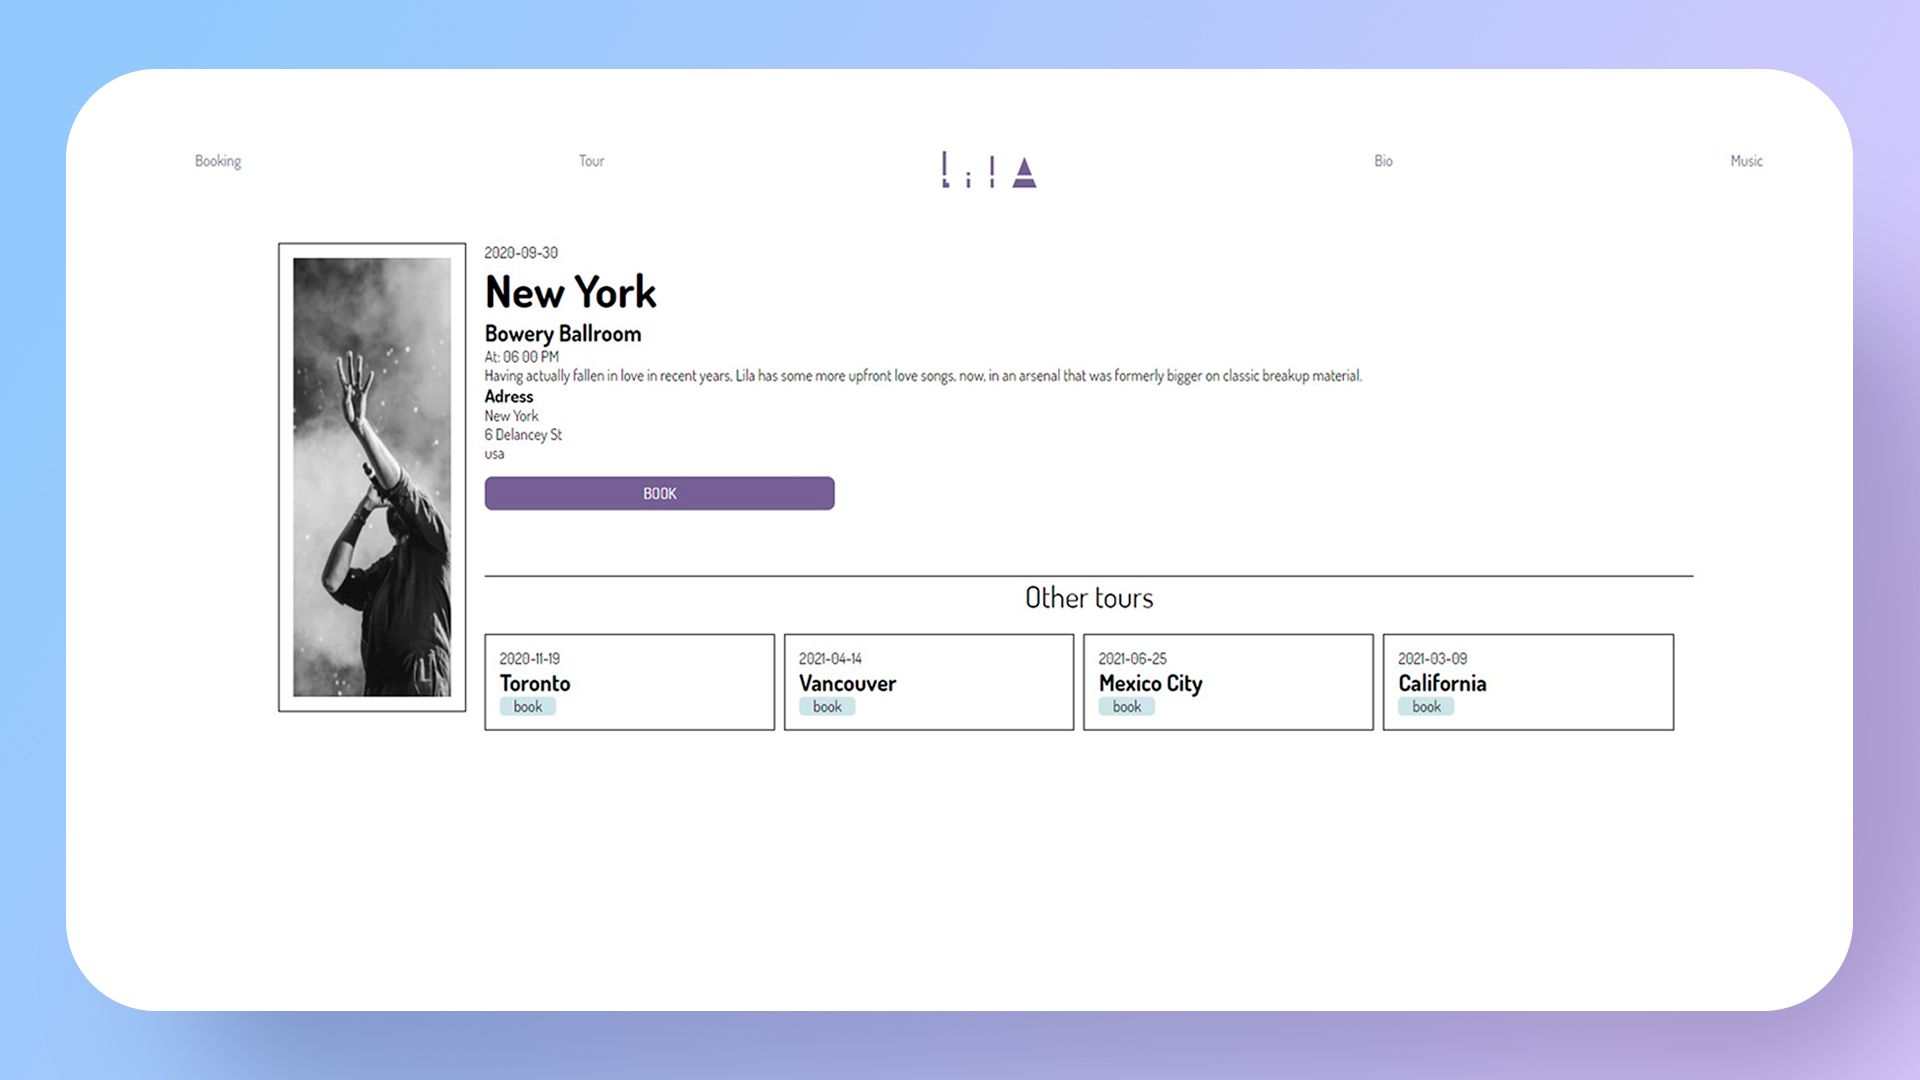 Booking
Tour
LilA
Bio
Music
2020-09-30
New York
Bowery Ballroom
At: 06 00 PM
Having actually fallen in love in recent years, Lila has some more upfront love songs, now, in an arsenal that was formerly bigger on classic breakup material.
Adress
New York
6 Delancey St
usa
BOOK
Other tours
2020-11-19
Toronto
book
2021-04-14
Vancouver
book
2021-06-25
Mexico City
book
2021-03-09
California
book